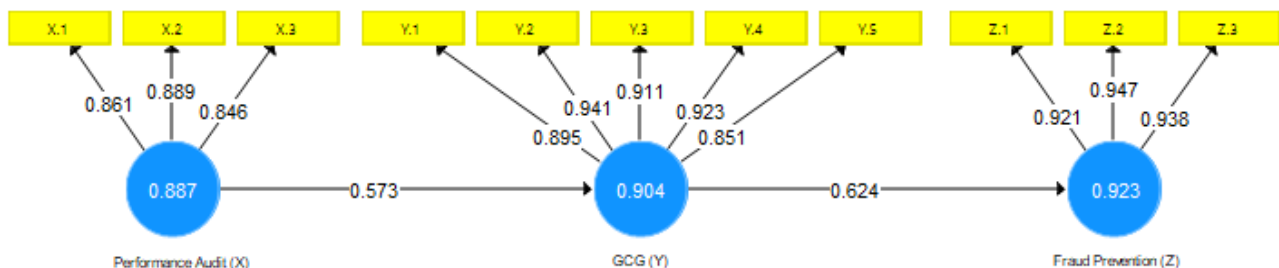 X.1 X.2 X.3 Y.1 Y.2 Y.3 Y.4 Y.5 Z.1 Z.2 Z.3
0.861 0.889 0.846 0.895 0.941 0.911 0.923 0.851 0.921 0.947 0.938
0.887 0.573 0.904 0.624 0.923
Performance Audit (X) GCG (Y) Fraud Prevention (Z)